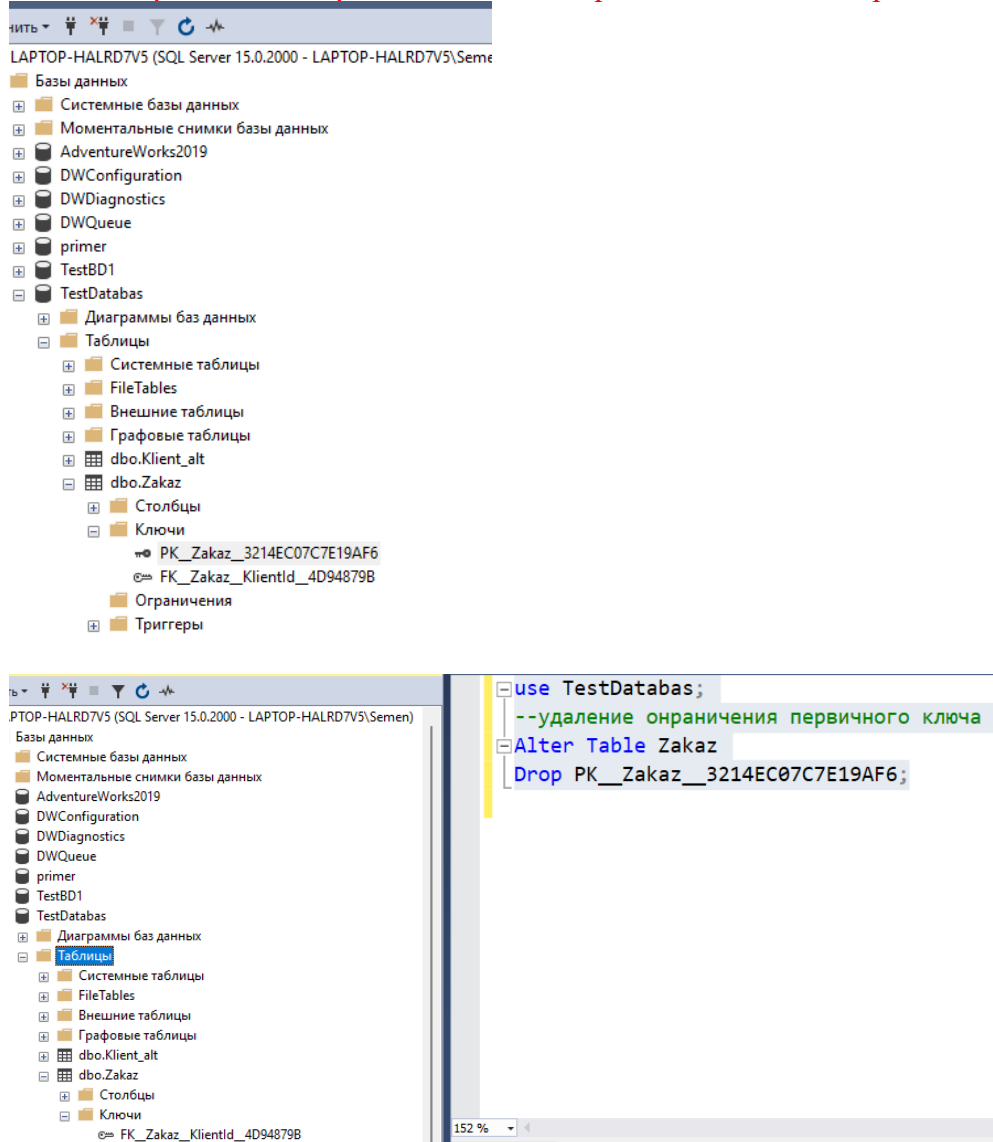 нить
LAPTOP-HALRD7V5 (SQL Server 15.0.2000 - LAPTOP-HALRD7V5\Seme
Базы данных
Системные базы данных
Моментальные снимки базы данных
AdventureWorks2019
DWConfiguration
DWDiagnostics
DWQueue
primer
TestBD1
TestDatabas
Диаграммы баз данных
Таблицы
Системные таблицы
FileTables
Внешние таблицы
Графовые таблицы
dbo.Klient_alt
dbo.Zakaz
Столбцы
Ключи
PK__Zakaz__3214EC07C7E19AF6
FK__Zakaz__KlientId__4D94879B
Ограничения
Триггеры
ть
PTOP-HALRD7V5 (SQL Server 15.0.2000 - LAPTOP-HALRD7V5\Semen)
Базы данных
Системные базы данных
Моментальные снимки базы данных
AdventureWorks2019
DWConfiguration
DWDiagnostics
DWQueue
primer
TestBD1
TestDatabas
Диаграммы баз данных
Таблицы
Системные таблицы
FileTables
Внешние таблицы
Графовые таблицы
dbo.Klient_alt
dbo.Zakaz
Столбцы
Ключи
FK__Zakaz__KlientId__4D94879B
use TestDatabas;
--удаление онраничения первичного ключа
Alter Table Zakaz
Drop PK__Zakaz__3214EC07C7E19AF6;
152 %